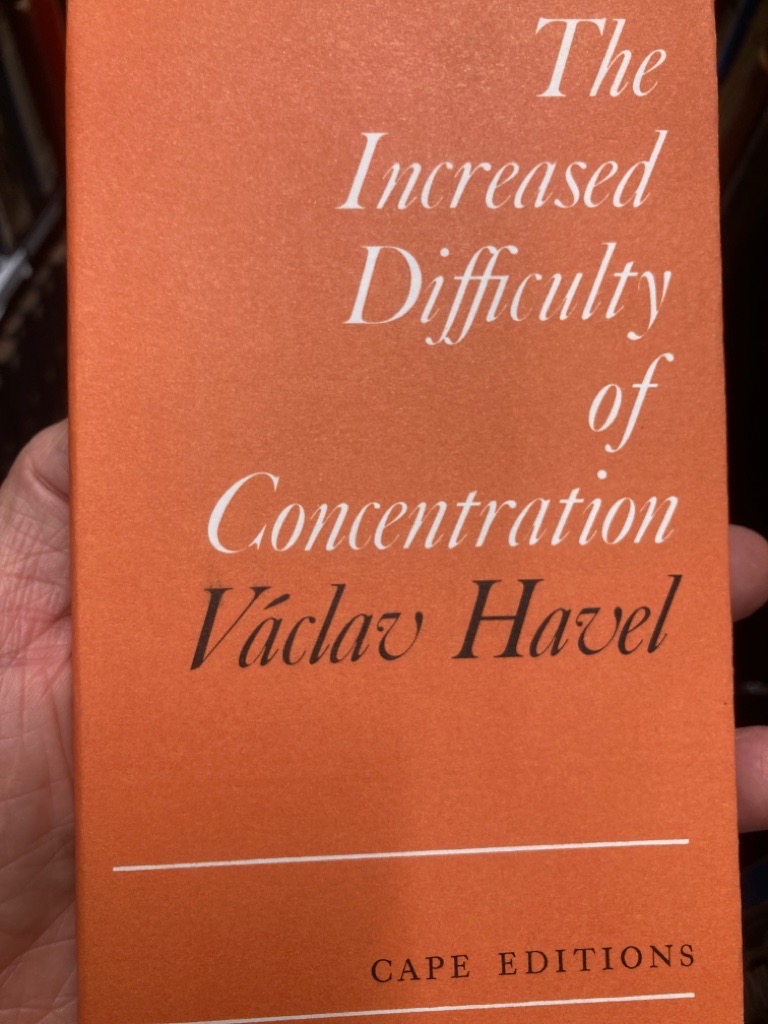 The
Increased
Difficulty
of
Concentration
Václav Havel
CAPE EDITIONS